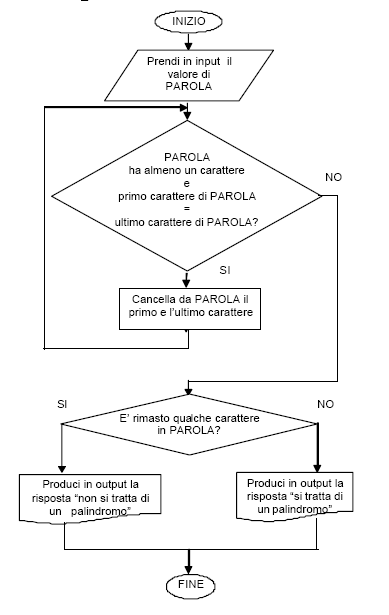 INIZIO
Prendi in input il
valore di
PAROLA
PAROLA
ha almeno un carattere
e
primo carattere di PAROLA
=
ultimo carattere di PAROLA?
NO
SI
Cancella da PAROLA il
primo e l'ultimo carattere
SI
NO
E' rimasto qualche carattere
in PAROLA?
Produci in output la
risposta "non si tratta di
un palindromo"
Produci in output la
risposta "si tratta di
un palindromo"
FINE